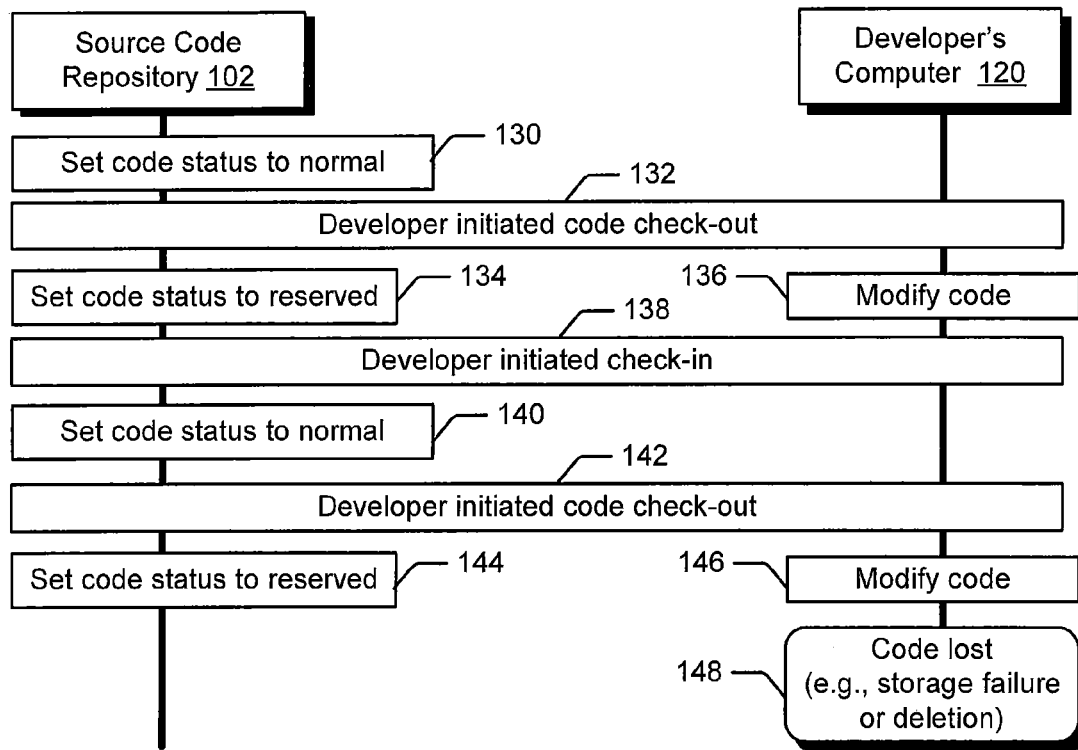 Source Code
Repository 102
Developer's
Computer 120
Set code status to normal
130
132
Developer initiated code check-out
Set code status to reserved
134
136
Modify code
138
Developer initiated check-in
Set code status to normal
140
142
Developer initiated code check-out
Set code status to reserved
144
146
Modify code
148
Code lost
(e.g., storage failure
or deletion)